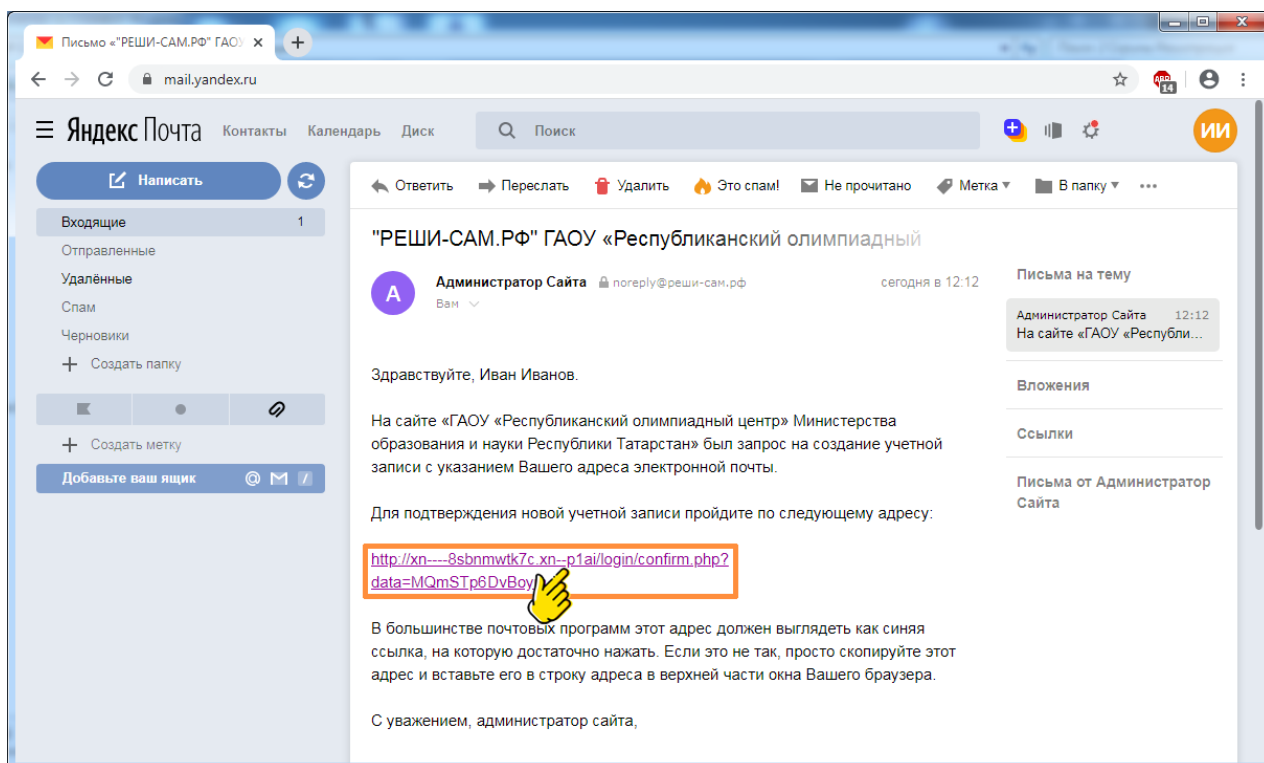 Письмо «"РЕШИ-САМ.РФ" ГАОУ
mail.yandex.ru
14
Яндекс Почта
Контакты
Календарь
Диск
Поиск
ИИ
Написать
Ответить
Переслать
Удалить
Это спам!
Не прочитано
Метка
В папку
Входящие 1
Отправленные
Удалённые
Спам
Черновики
Создать папку
Создать метку
Добавьте ваш ящик
"РЕШИ-САМ.РФ" ГАОУ «Республиканский олимпиадный
А
Администратор Сайта noreply@реши-сам.рф сегодня в 12:12
Вам
Здравствуйте, Иван Иванов.
На сайте «ГАОУ «Республиканский олимпиадный центр» Министерства
образования и науки Республики Татарстан» был запрос на создание учетной
записи с указанием Вашего адреса электронной почты.
Для подтверждения новой учетной записи пройдите по следующему адресу:
http://xn----8sbnmwtk7c.xn--p1ai/login/confirm.php?
data=MQmSTp6DvBoy
В большинстве почтовых программ этот адрес должен выглядеть как синяя
ссылка, на которую достаточно нажать. Если это не так, просто скопируйте этот
адрес и вставьте его в строку адреса в верхней части окна Вашего браузера.
С уважением, администратор сайта,
Письма на тему
Администратор Сайта 12:12
На сайте «ГАОУ «Республи...
Вложения
Ссылки
Письма от Администратор
Сайта